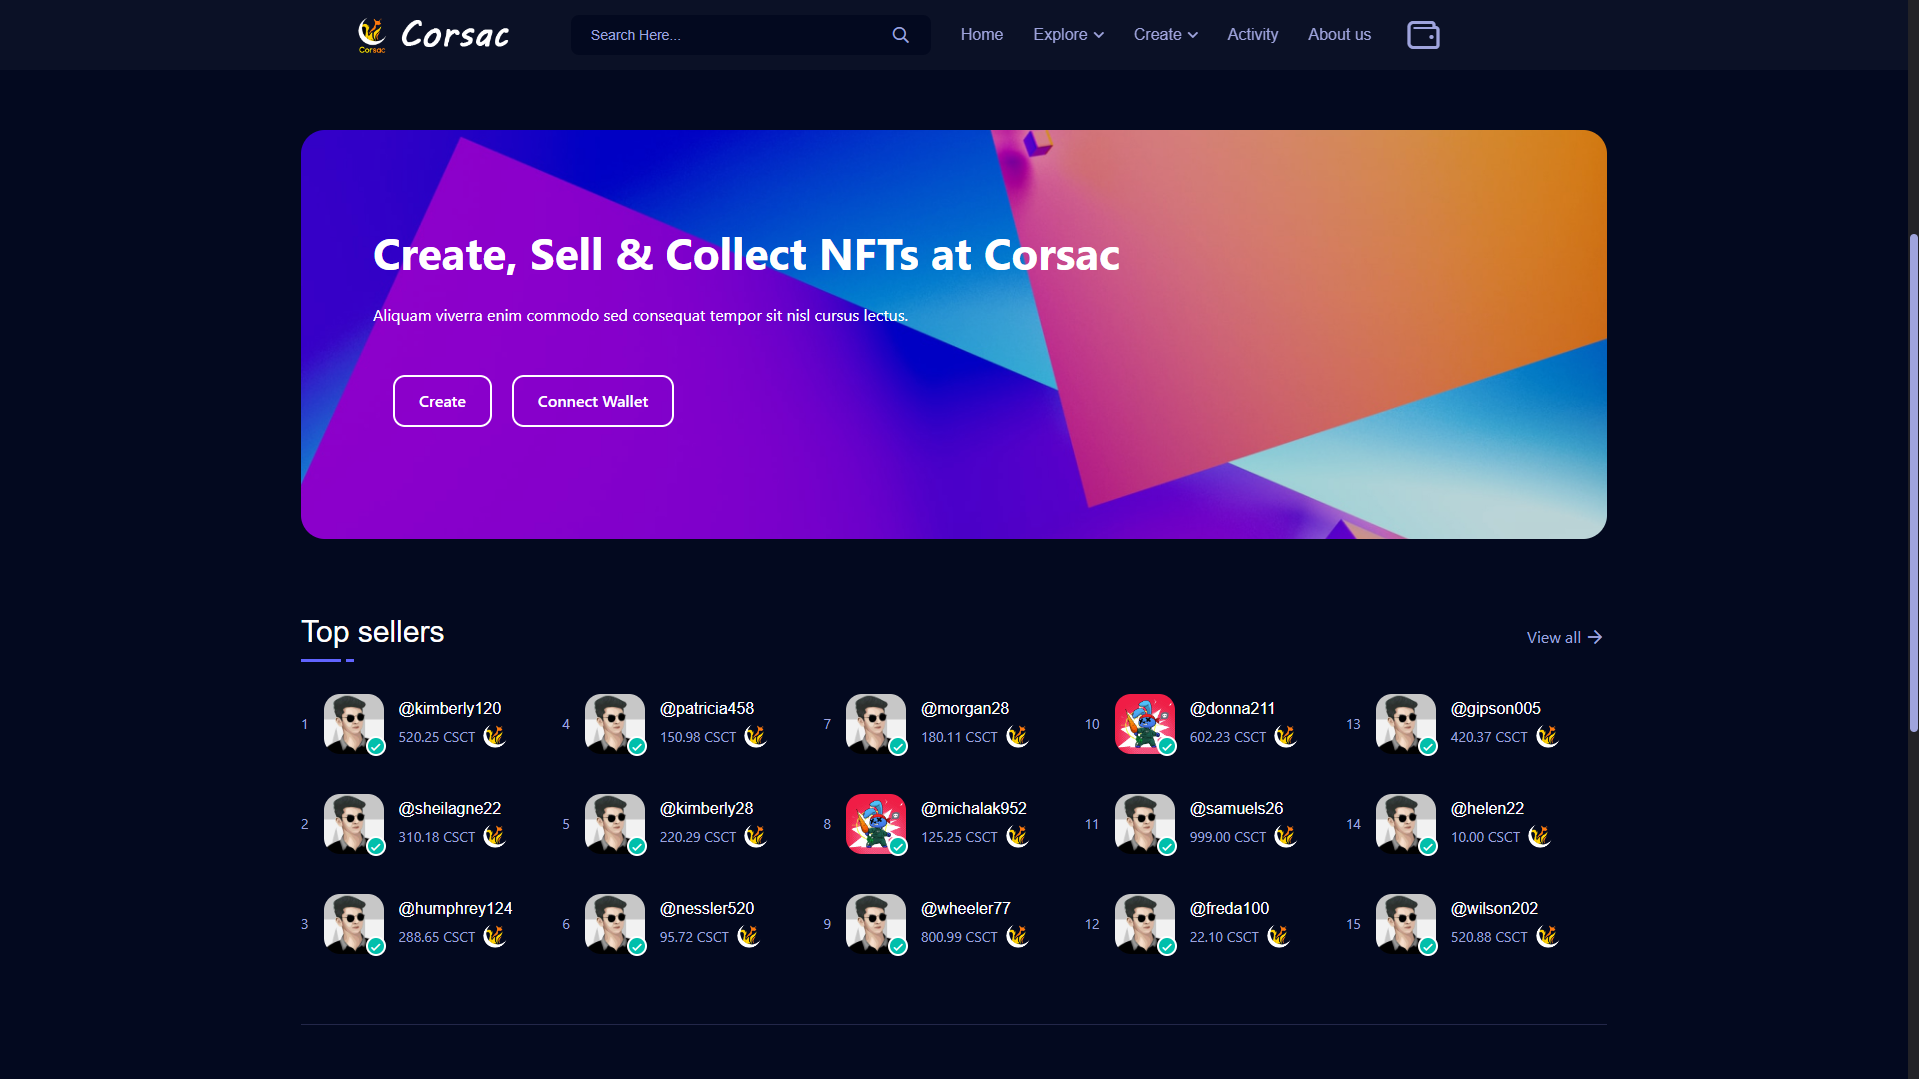 Corsac
Corsac
Search Here...
Home
Explore
Create
Activity
About us
Create, Sell & Collect NFTs at Corsac
Aliquam viverra enim commodo sed consequat tempor sit nisl cursus lectus.
Create
Connect Wallet
Top sellers
View all
1
@kimberly120
520.25 CSCT
4
@patricia458
150.98 CSCT
7
@morgan28
180.11 CSCT
10
@donna211
602.23 CSCT
13
@gipson005
420.37 CSCT
2
@sheilagne22
310.18 CSCT
5
@kimberly28
220.29 CSCT
8
@michalak952
125.25 CSCT
11
@samuels26
999.00 CSCT
14
@helen22
10.00 CSCT
3
@humphrey124
288.65 CSCT
6
@nessler520
95.72 CSCT
9
@wheeler77
800.99 CSCT
12
@freda100
22.10 CSCT
15
@wilson202
520.88 CSCT